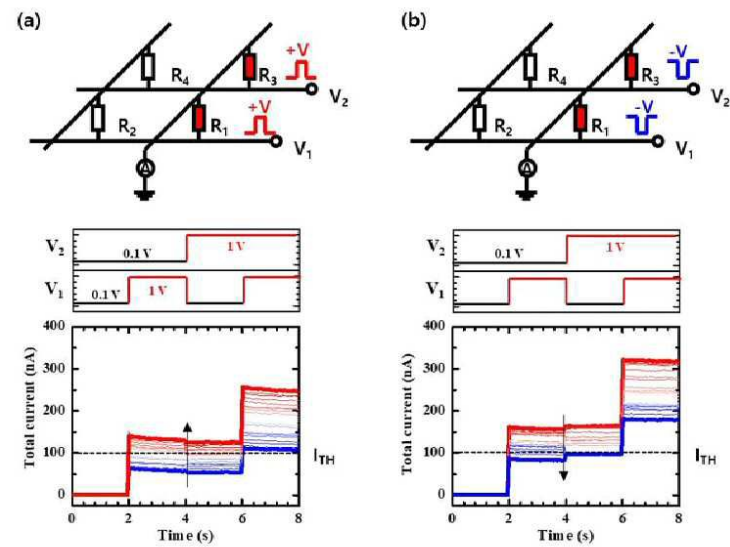 (a)
+V
R4
R3
V2
+V
R2
R1
V1
A
V2
0.1 V
1 V
V1
0.1 V
1 V
400
300
200
100
0
Total current (nA)
ITH
0
2
4
6
8
Time (s)
(b)
-V
R4
R3
V2
-V
R2
R1
V1
A
V2
0.1 V
1 V
V1
400
300
200
100
0
Total current (nA)
ITH
0
2
4
6
8
Time (s)